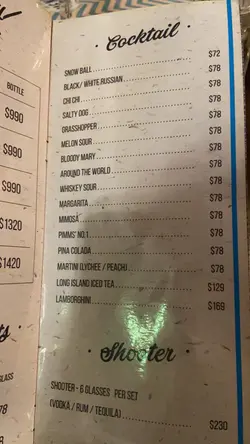 BOTTLE
$990
$990
$990
$1320
$1420
GLASS
78
· Cocktail ·
SNOW BALL $72
BLACK/ WHITE RUSSIAN $78
CHI CHI $78
SALTY DOG $78
GRASSHOPPER $78
MELON SOUR $78
BLOODY MARY $78
AROUND THE WORLD $78
WHISKEY SOUR $78
MARGARITA $78
MIMOSA $78
PIMMS' NO.1 $78
PINA COLADA $78
MARTINI (LYCHEE / PEACH) $78
LONG ISLAND ICED TEA $129
LAMBORGHINI $169
· Shooter ·
SHOOTER - 6 GLASSES PER SET
(VODKA / RUM / TEQUILA) $230